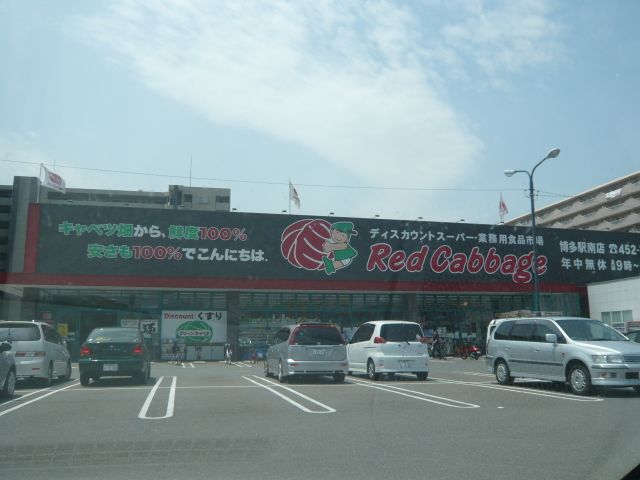 キャベツ畑から、鮮度100%
安さも100%でこんにちは。
ディスカウントスーパー・業務用食品市場
Red Cabbage
博多駅南店 ☎452-
年中無休 9時~
Discount くすり